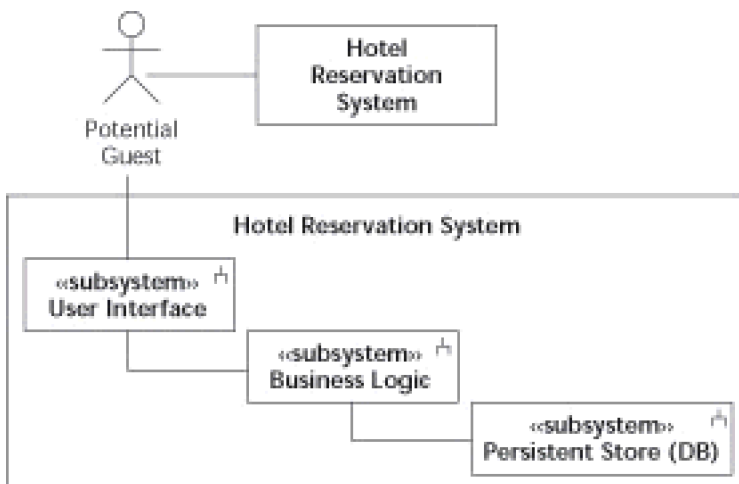 Hotel
Reservation
System
Potential
Guest
Hotel Reservation System
«subsystem»
User Interface
«subsystem»
Business Logic
«subsystem»
Persistent Store (DB)